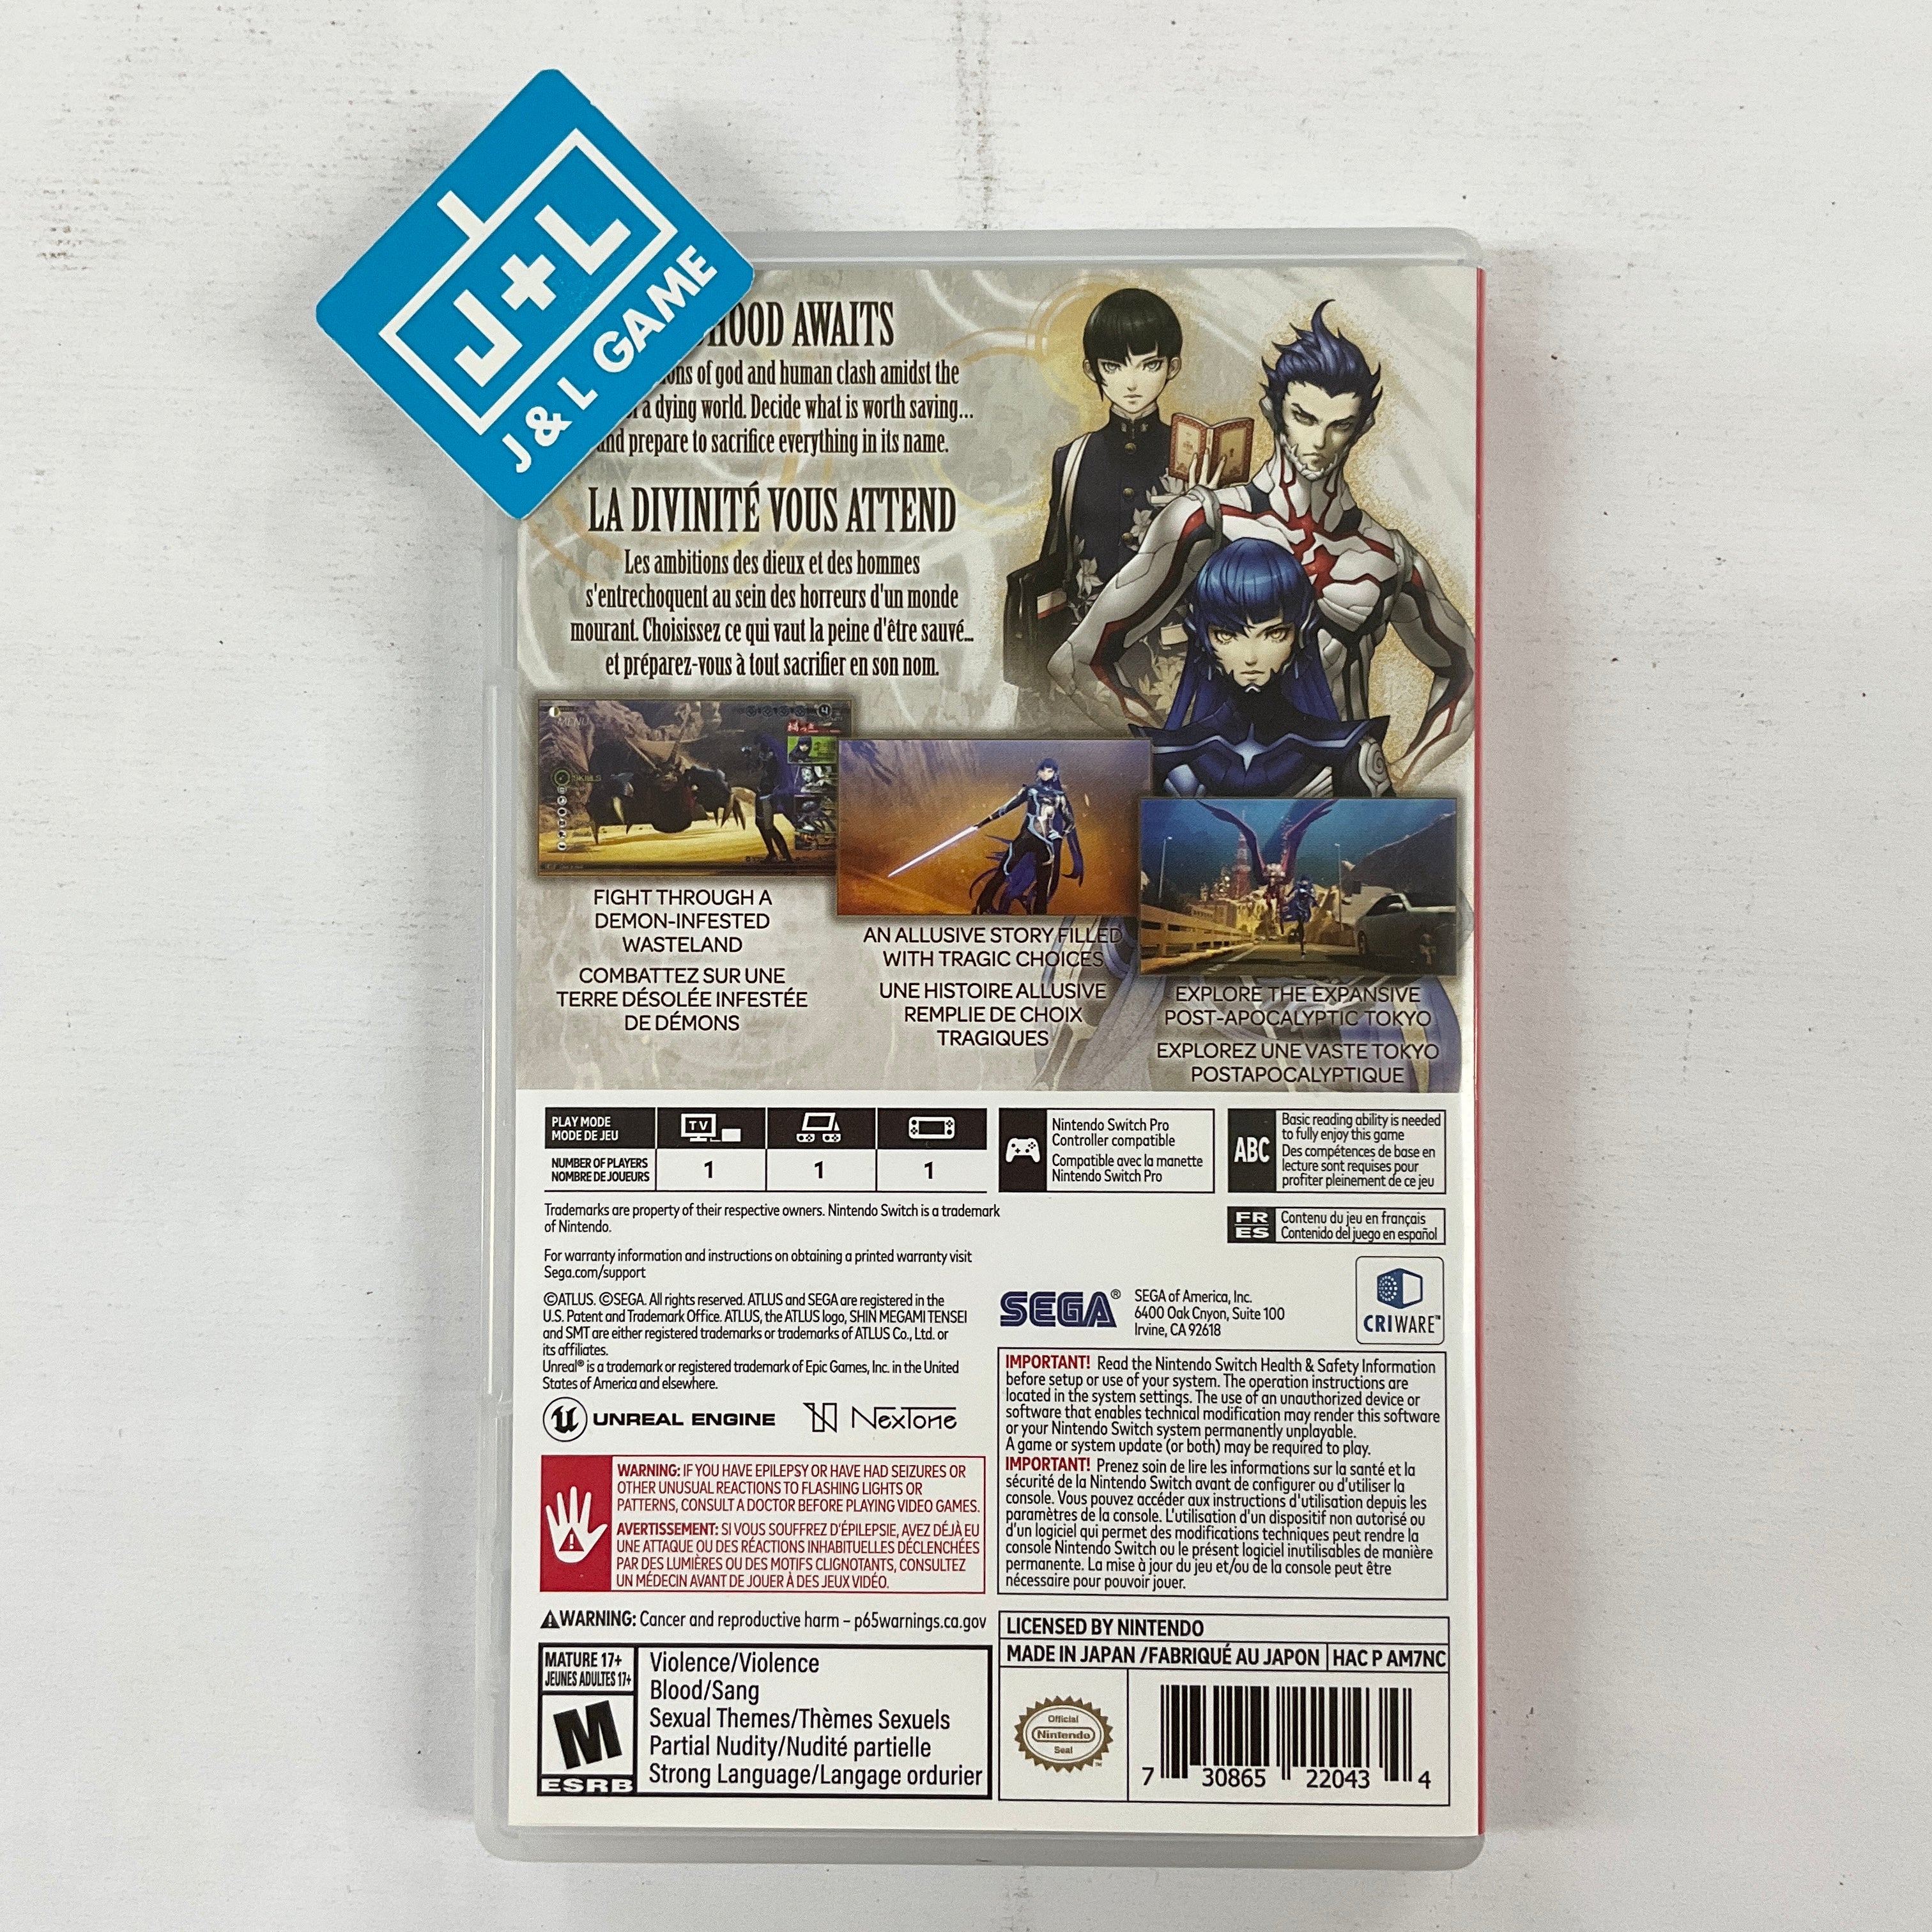 J+L
J & L GAME
HOOD AWAITS
of god and human clash amidst the
a dying world. Decide what is worth saving...
and prepare to sacrifice everything in its name.
LA DIVINITÉ VOUS ATTEND
Les ambitions des dieux et des hommes
s'entrechoquent au sein des horreurs d'un monde
mourant. Choisissez ce qui vaut la peine d'être sauvé...
et préparez-vous à tout sacrifier en son nom.
MENU
SKILLS
4
FIGHT THROUGH A
DEMON-INFESTED
WASTELAND
COMBATTEZ SUR UNE
TERRE DÉSOLÉE INFESTÉE
DE DÉMONS
AN ALLUSIVE STORY FILLED
WITH TRAGIC CHOICES
UNE HISTOIRE ALLUSIVE
REMPLIE DE CHOIX
TRAGIQUES
EXPLORE THE EXPANSIVE
POST-APOCALYPTIC TOKYO
EXPLOREZ UNE VASTE TOKYO
POSTAPOCALYPTIQUE
PLAY MODE
MODE DE JEU
TV
NUMBER OF PLAYERS
NOMBRE DE JOUEURS
1 1 1
Nintendo Switch Pro
Controller compatible
Compatible avec la manette
Nintendo Switch Pro
ABC
Basic reading ability is needed
to fully enjoy this game
Des compétences de base en
lecture sont requises pour
profiter pleinement de ce jeu
FR
ES
Contenu du jeu en français
Contenido del juego en español
Trademarks are property of their respective owners. Nintendo Switch is a trademark
of Nintendo.
For warranty information and instructions on obtaining a printed warranty visit
Sega.com/support
©ATLUS. ©SEGA. All rights reserved. ATLUS and SEGA are registered in the
U.S. Patent and Trademark Office. ATLUS, the ATLUS logo, SHIN MEGAMI TENSEI
and SMT are either registered trademarks or trademarks of ATLUS Co., Ltd. or
its affiliates.
Unreal® is a trademark or registered trademark of Epic Games, Inc. in the United
States of America and elsewhere.
UNREAL ENGINE
NexTone
SEGA®
SEGA of America, Inc.
6400 Oak Cnyon, Suite 100
Irvine, CA 92618
CRIWARE™
IMPORTANT! Read the Nintendo Switch Health & Safety Information
before setup or use of your system. The operation instructions are
located in the system settings. The use of an unauthorized device or
software that enables technical modification may render this software
or your Nintendo Switch system permanently unplayable.
A game or system update (or both) may be required to play.
IMPORTANT! Prenez soin de lire les informations sur la santé et la
sécurité de la Nintendo Switch avant de configurer ou d'utiliser la
console. Vous pouvez accéder aux instructions d'utilisation depuis les
paramètres de la console. L'utilisation d'un dispositif non autorisé ou
d'un logiciel qui permet des modifications techniques peut rendre la
console Nintendo Switch ou le présent logiciel inutilisables de manière
permanente. La mise à jour du jeu et/ou de la console peut être
nécessaire pour pouvoir jouer.
WARNING: IF YOU HAVE EPILEPSY OR HAVE HAD SEIZURES OR
OTHER UNUSUAL REACTIONS TO FLASHING LIGHTS OR
PATTERNS, CONSULT A DOCTOR BEFORE PLAYING VIDEO GAMES.
AVERTISSEMENT: SI VOUS SOUFFREZ D'ÉPILEPSIE, AVEZ DÉJÀ EU
UNE ATTAQUE OU DES RÉACTIONS INHABITUELLES DÉCLENCHÉES
PAR DES LUMIÈRES OU DES MOTIFS CLIGNOTANTS, CONSULTEZ
UN MÉDECIN AVANT DE JOUER À DES JEUX VIDÉO.
⚠WARNING: Cancer and reproductive harm – p65warnings.ca.gov
MATURE 17+
JEUNES ADULTES 17+
M
ESRB
Violence/Violence
Blood/Sang
Sexual Themes/Thèmes Sexuels
Partial Nudity/Nudité partielle
Strong Language/Langage ordurier
LICENSED BY NINTENDO
MADE IN JAPAN /FABRIQUÉ AU JAPON
HAC P AM7NC
Official
Nintendo
Seal
™
7 30865 22043 4